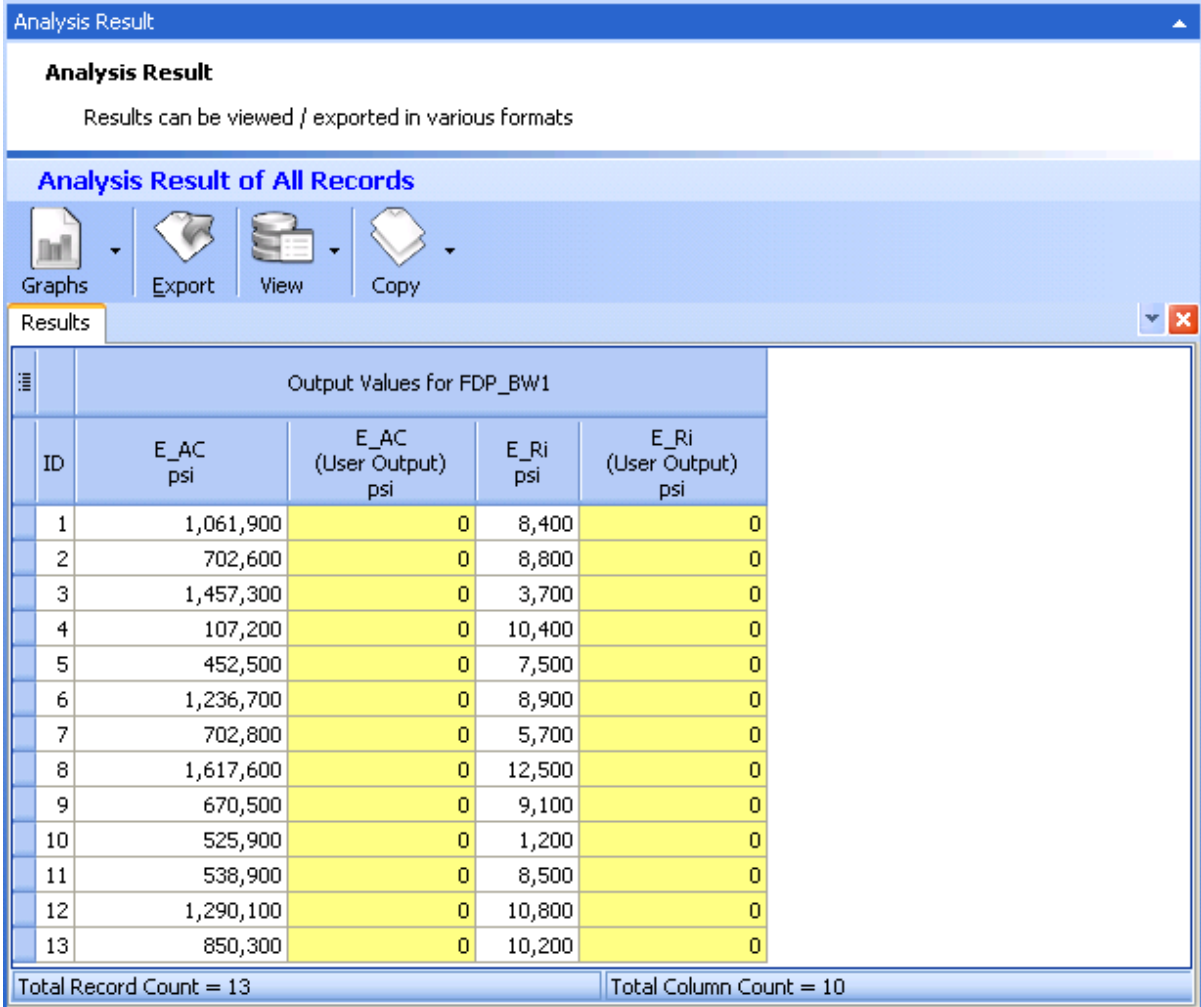 Analysis Result
Analysis Result
Results can be viewed / exported in various formats
Analysis Result of All Records
Graphs Export View Copy
Results
Output Values for FDP_BW1
ID E_AC psi E_AC (User Output) psi E_Ri psi E_Ri (User Output) psi
1 1,061,900 0 8,400 0
2 702,600 0 8,800 0
3 1,457,300 0 3,700 0
4 107,200 0 10,400 0
5 452,500 0 7,500 0
6 1,236,700 0 8,900 0
7 702,800 0 5,700 0
8 1,617,600 0 12,500 0
9 670,500 0 9,100 0
10 525,900 0 1,200 0
11 538,900 0 8,500 0
12 1,290,100 0 10,800 0
13 850,300 0 10,200 0
Total Record Count = 13 Total Column Count = 10